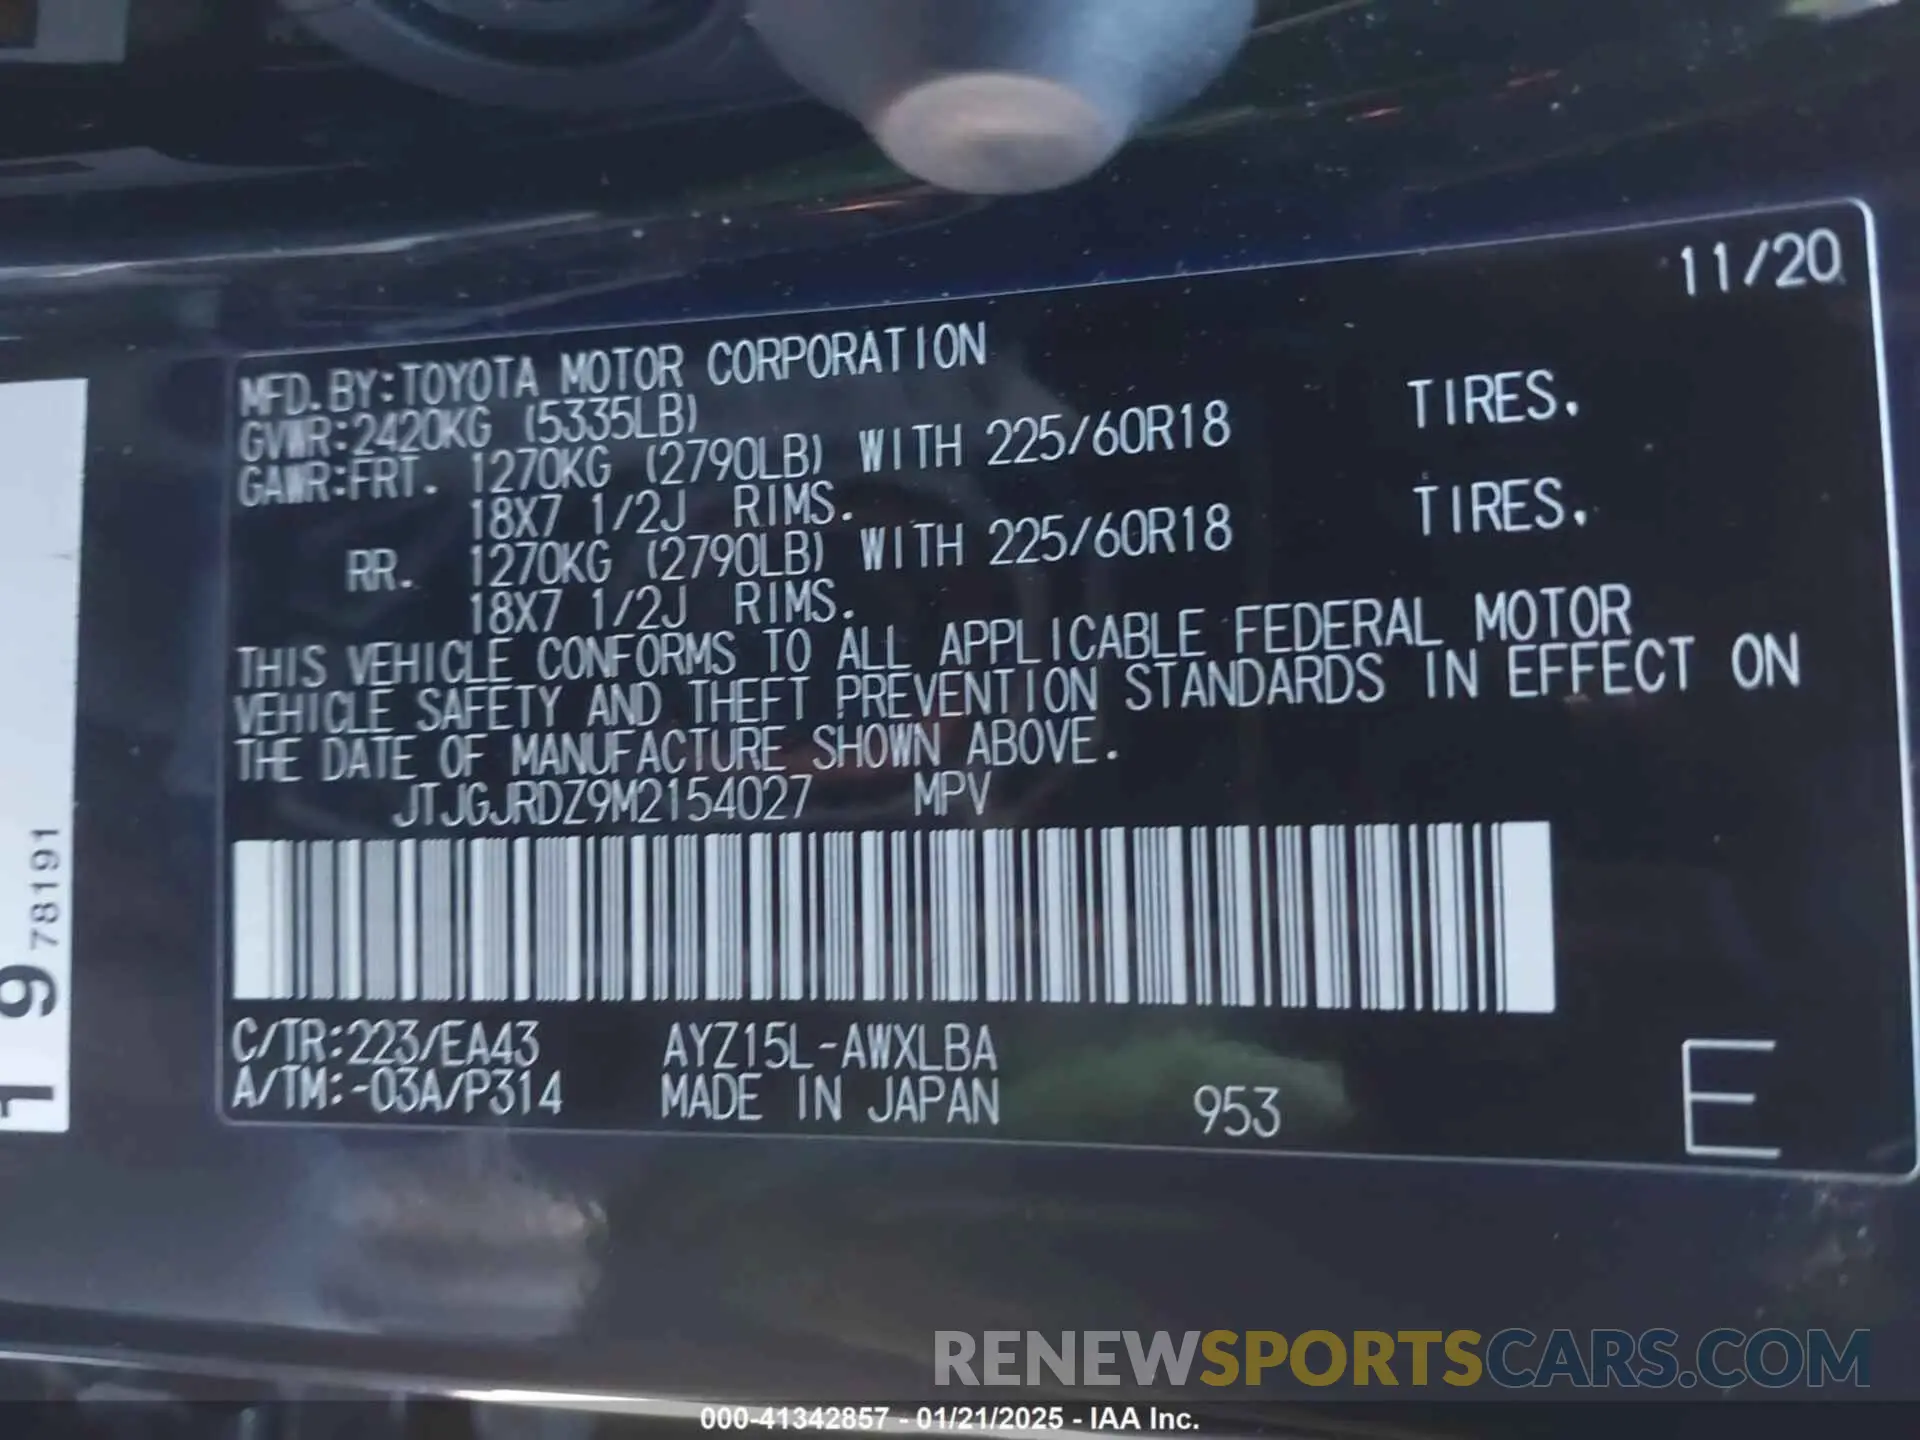 11/20
MFD.BY:TOYOTA MOTOR CORPORATION
GVWR:2420KG (5335LB)
GAWR:FRT. 1270KG (2790LB) WITH 225/60R18 TIRES,
18X7 1/2J RIMS.
RR. 1270KG (2790LB) WITH 225/60R18 TIRES,
18X7 1/2J RIMS.
THIS VEHICLE CONFORMS TO ALL APPLICABLE FEDERAL MOTOR
VEHICLE SAFETY AND THEFT PREVENTION STANDARDS IN EFFECT ON
THE DATE OF MANUFACTURE SHOWN ABOVE.
JTJGJRDZ9M2154027 MPV
C/TR:223/EA43 AYZ15L-AWXLBA
A/TM:-03A/P314 MADE IN JAPAN 953
E
78191
19
RENEWSPORTSCARS.COM
000-41342857 - 01/21/2025 - IAA Inc.